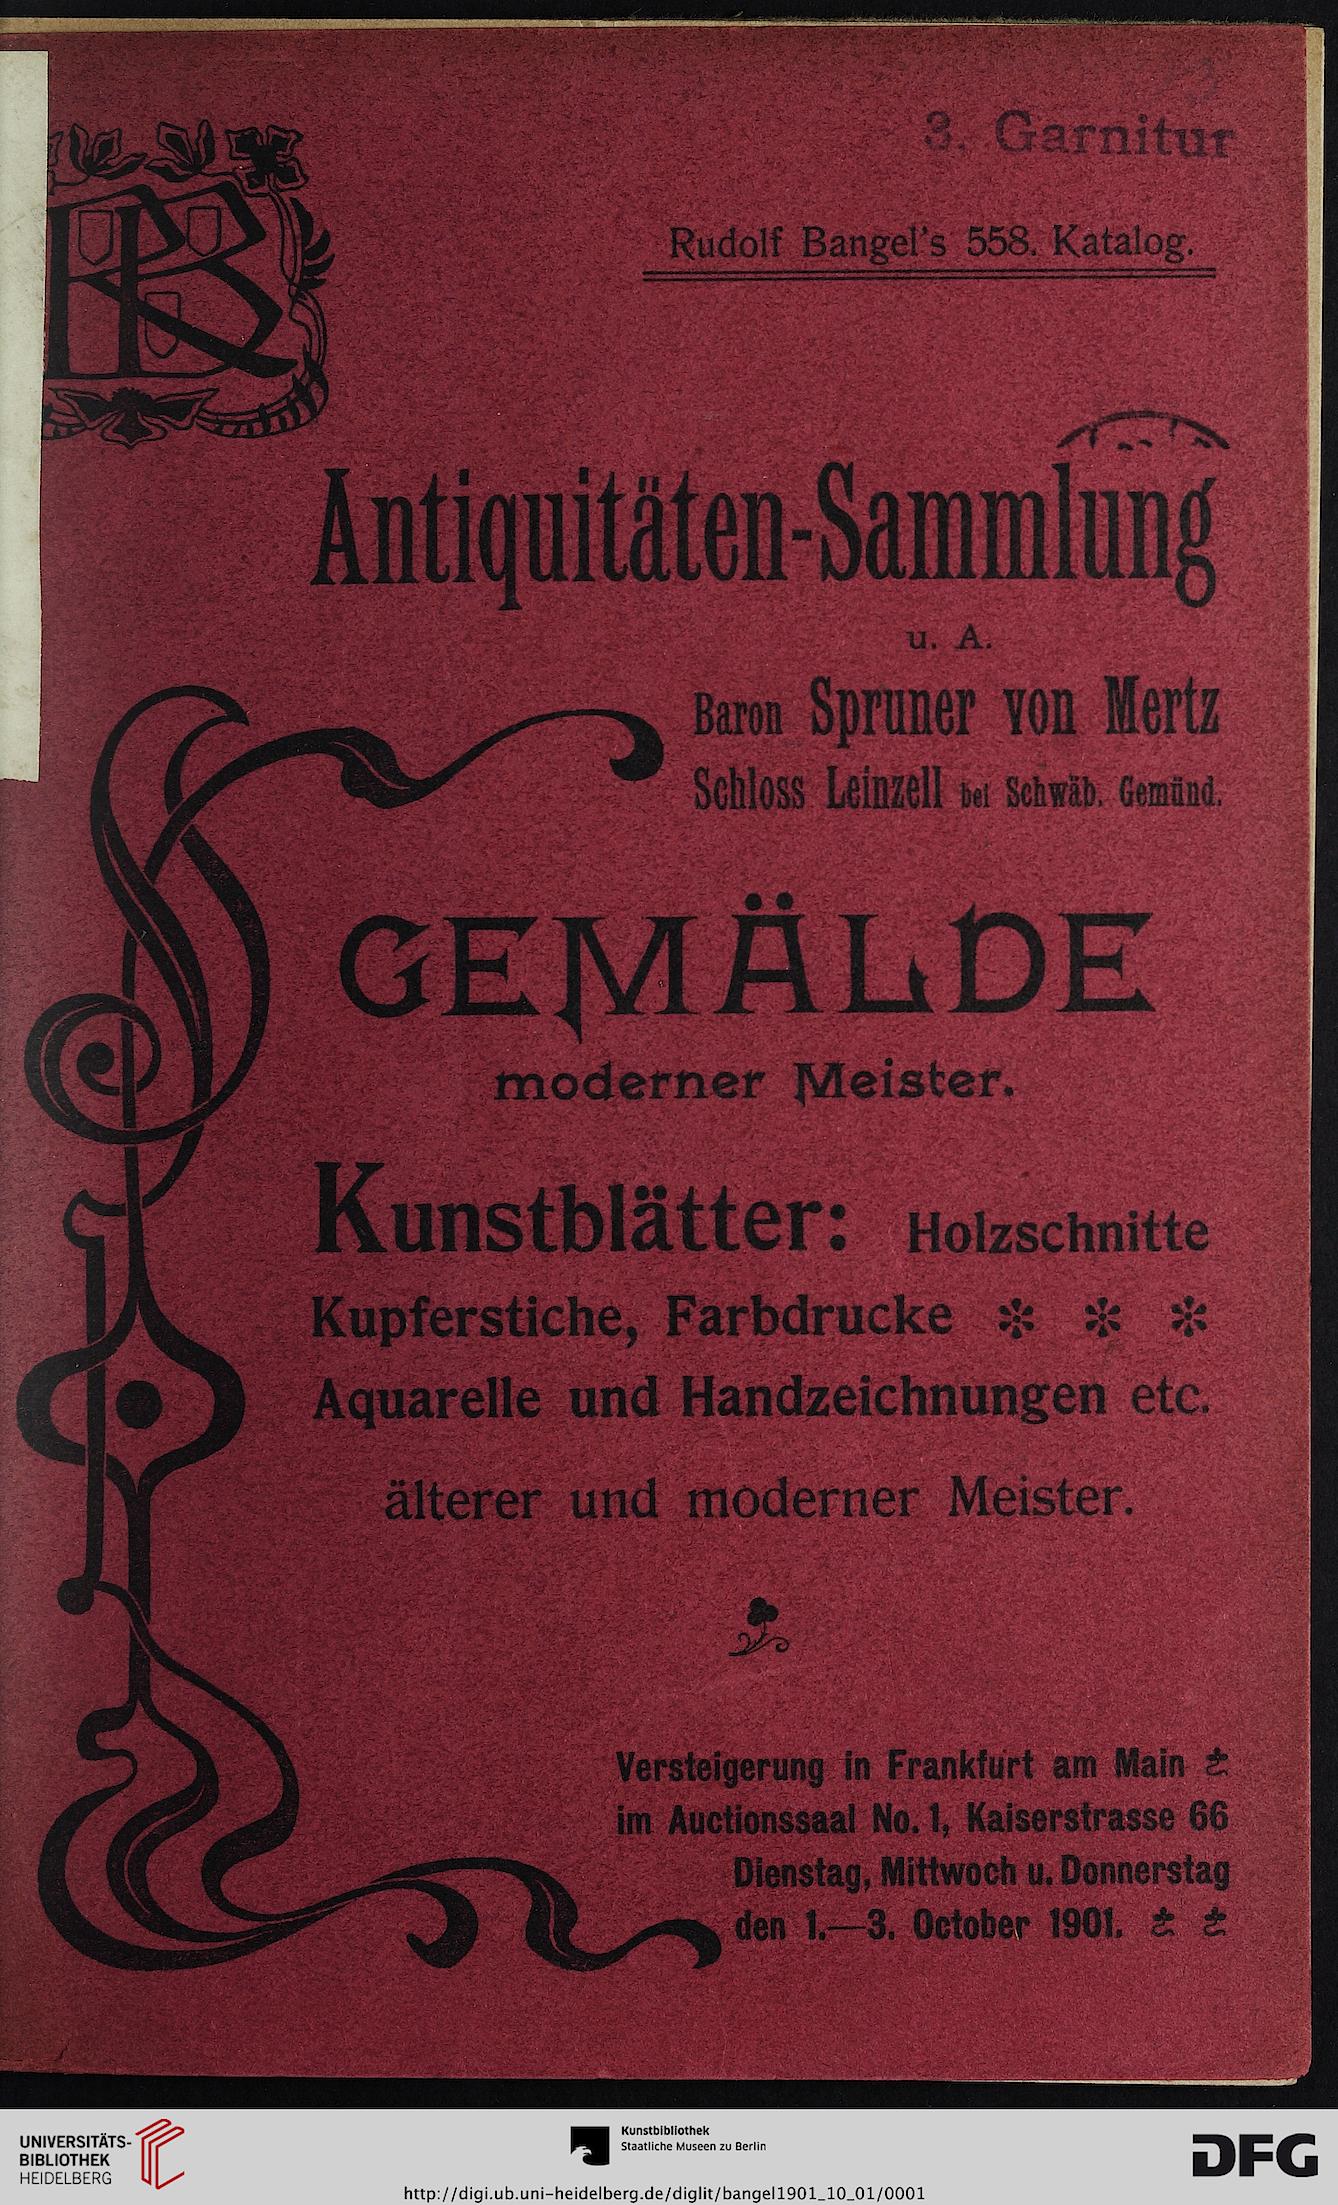 3. Garnitur
Rudolf Bangel's 558. Katalog.
RB
Antiquitäten-Sammlung
u. A.
Baron Spruner von Mertz
Schloss Leinzell bei Schwäb. Gemünd.
GEMÄLDE
moderner Meister.
Kunstblätter: Holzschnitte
Kupferstiche, Farbdrucke
Aquarelle und Handzeichnungen etc.
älterer und moderner Meister.
Versteigerung in Frankfurt am Main
im Auctionssaal No. 1, Kaiserstrasse 66
Dienstag, Mittwoch u. Donnerstag
den 1.—3. October 1901.
UNIVERSITÄTS-
BIBLIOTHEK
HEIDELBERG
Kunstbibliothek
Staatliche Museen zu Berlin
DFG
http://digi.ub.uni-heidelberg.de/diglit/bangel1901_10_01/0001